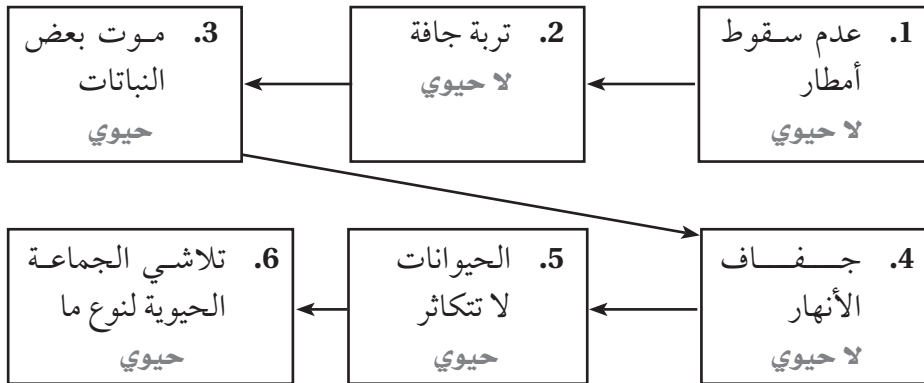 1. عدم سقوط
أمطار
لا حيوي
2. تربة جافة
لا حيوي
3. موت بعض
النباتات
حيوي
4. جفاف
الأنهار
لا حيوي
5. الحيوانات
لا تتكاثر
حيوي
6. تلاشي الجماعة
الحيوية لنوع ما
حيوي